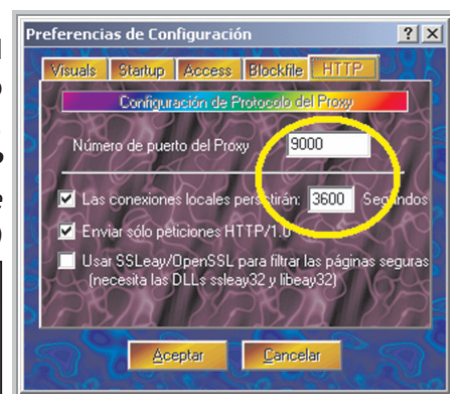 Preferencias de Configuración
Visuals Startup Access Blockfile HTTP
Configuración de Protocolo del Proxy
Número de puerto del Proxy 9000
Las conexiones locales persistirán: 3600 Segundos
Enviar sólo peticiones HTTP/1.0
Usar SSLeay/OpenSSL para filtrar las páginas seguras
(necesita las DLLs ssleay32 y libeay32)
Aceptar Cancelar